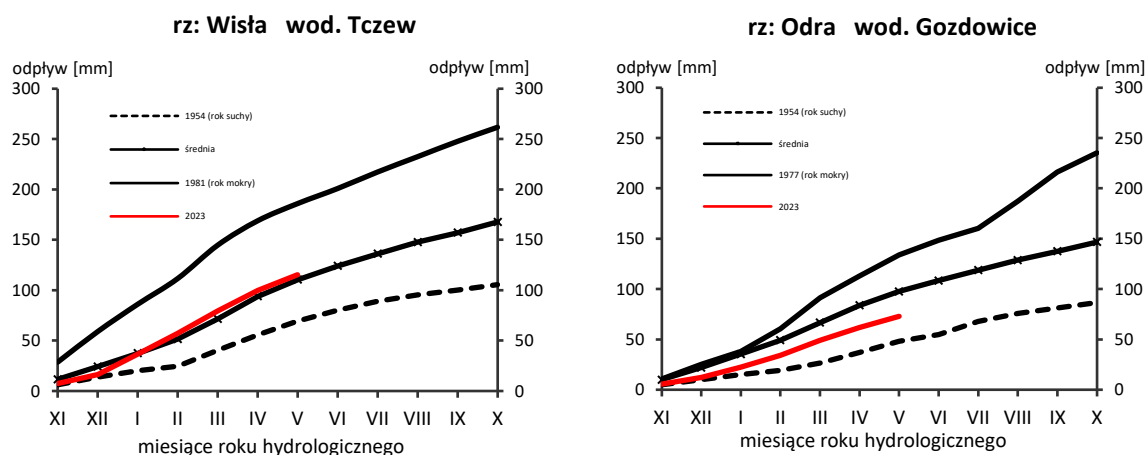 rz: Wisła wod. Tczew
odpływ [mm]
odpływ [mm]
300
250
200
150
100
50
0
1954 (rok suchy)
średnia
1981 (rok mokry)
2023
300
250
200
150
100
50
0
XI XII I II III IV V VI VII VIII IX X
miesiące roku hydrologicznego
rz: Odra wod. Gozdowice
odpływ [mm]
odpływ [mm]
300
250
200
150
100
50
0
1954 (rok suchy)
średnia
1977 (rok mokry)
2023
300
250
200
150
100
50
0
XI XII I II III IV V VI VII VIII IX X
miesiące roku hydrologicznego